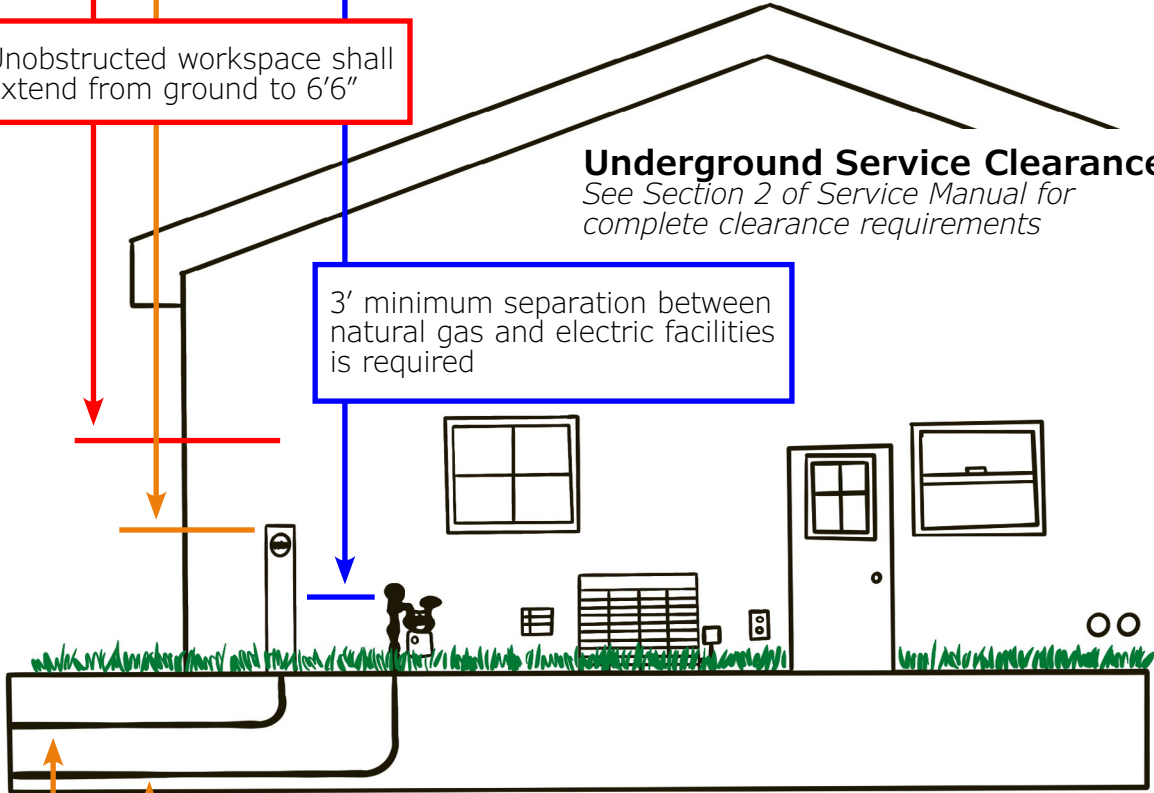 Unobstructed workspace shall
xtend from ground to 6'6"
Underground Service Clearance
See Section 2 of Service Manual for
complete clearance requirements
3' minimum separation between
natural gas and electric facilities
is required